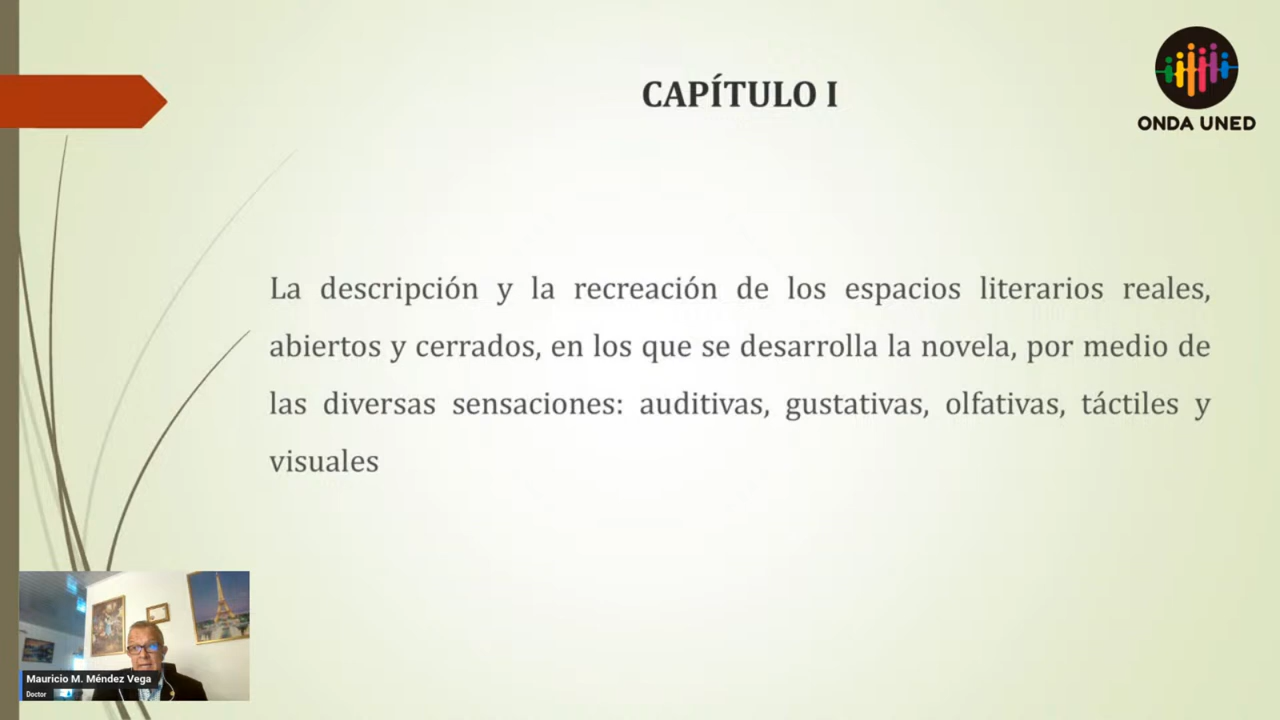 CAPÍTULO I
ONDA UNED
La descripción y la recreación de los espacios literarios reales,
abiertos y cerrados, en los que se desarrolla la novela, por medio de
las diversas sensaciones: auditivas, gustativas, olfativas, táctiles y
visuales
Mauricio M. Méndez Vega
Doctor